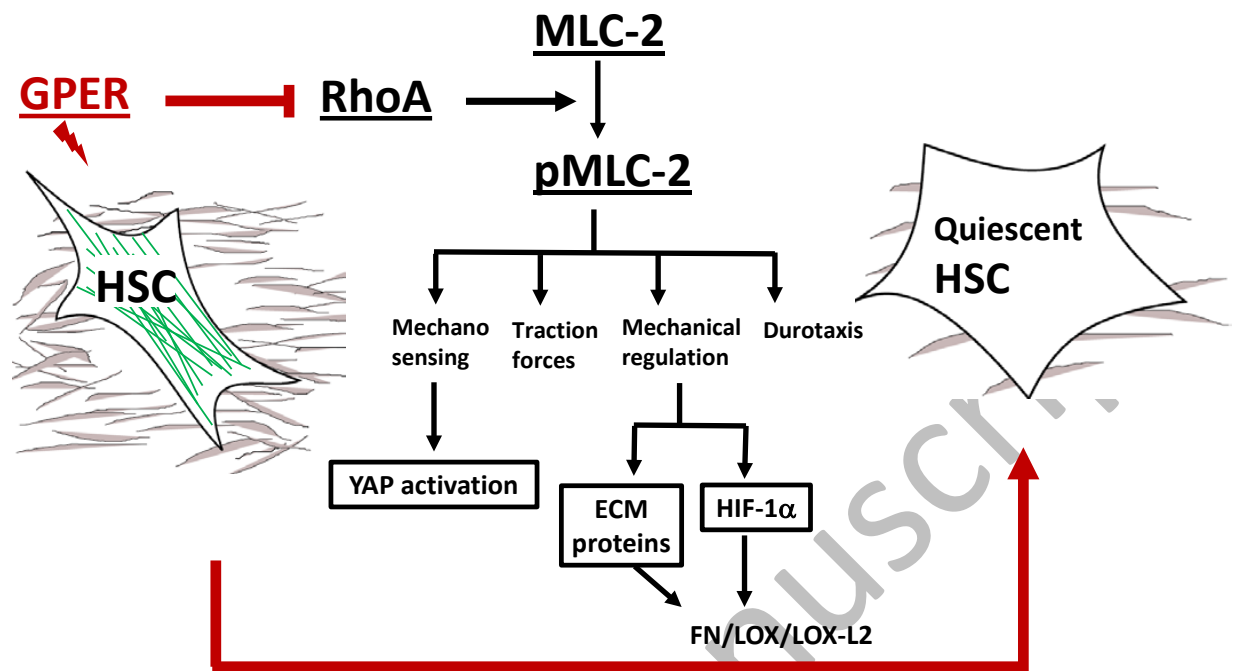 MLC-2
GPER
RhoA
pMLC-2
HSC
Quiescent
HSC
Mechano
sensing
Traction
forces
Mechanical
regulation
Durotaxis
YAP activation
ECM
proteins
HIF-1α
FN/LOX/LOX-L2
nuscri